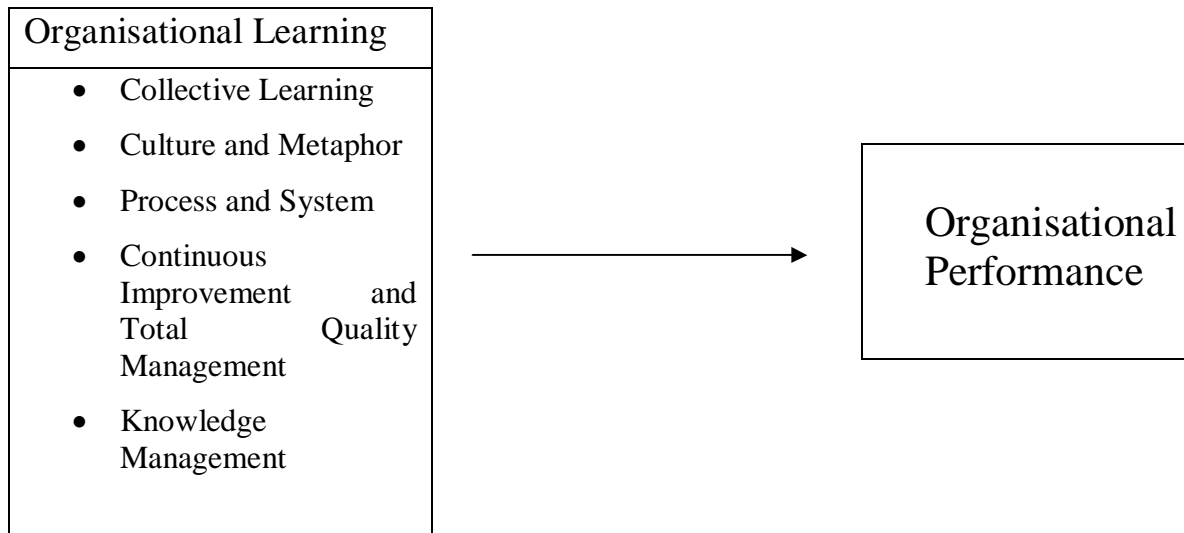 Organisational Learning
• Collective Learning
• Culture and Metaphor
• Process and System
• Continuous
Improvement and
Total Quality
Management
• Knowledge
Management
Organisational
Performance